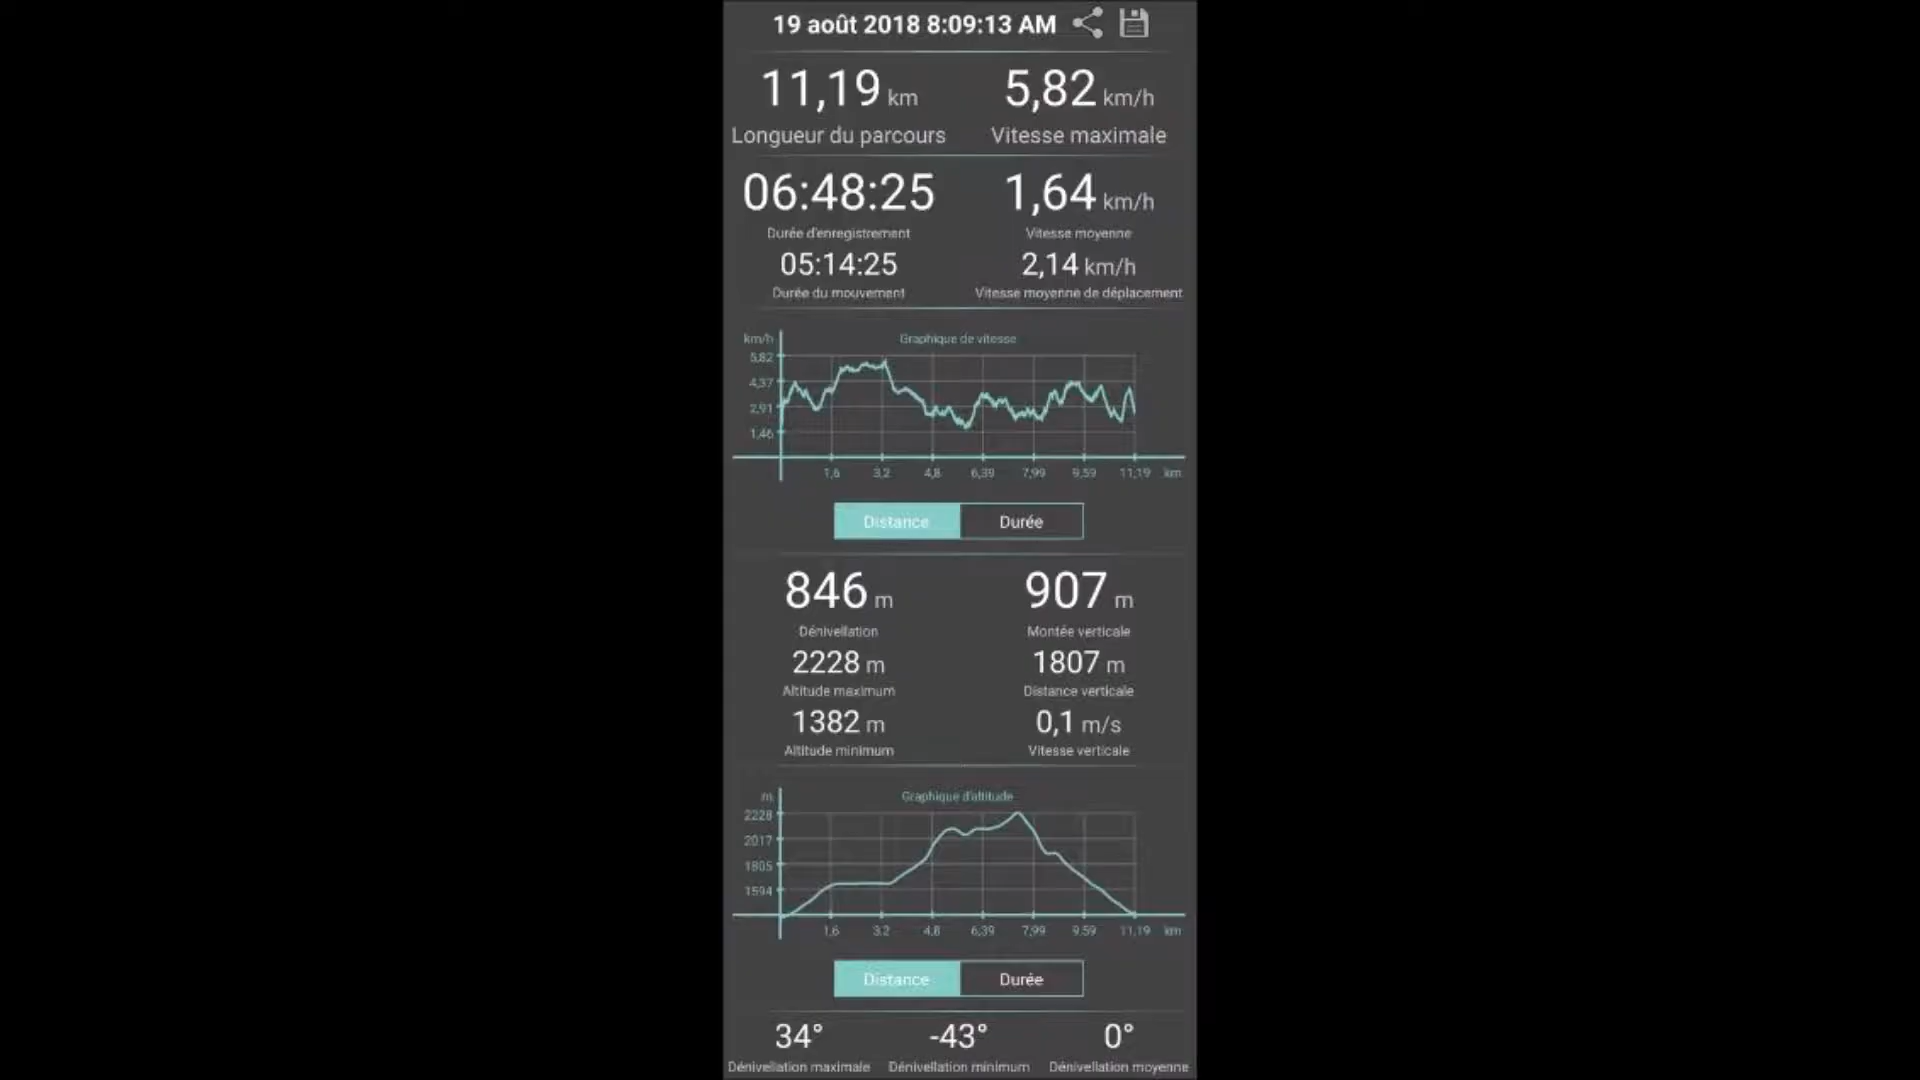 19 août 2018 8:09:13 AM
11,19 km 5,82 km/h
Longueur du parcours Vitesse maximale
06:48:25 1,64 km/h
Durée d'enregistrement Vitesse moyenne
05:14:25 2,14 km/h
Durée du mouvement Vitesse moyenne de déplacement
km/h Graphique de vitesse
5,82
4,37
2,91
1,46
1,6 3,2 4,8 6,39 7,99 9,59 11,19 km
Distance Durée
846 m 907 m
Dénivellation Montée verticale
2228 m 1807 m
Altitude maximum Distance verticale
1382 m 0,1 m/s
Altitude minimum Vitesse verticale
m Graphique d'altitude
2228
2017
1805
1594
1,6 3,2 4,8 6,39 7,99 9,59 11,19 km
Distance Durée
34° -43° 0°
Dénivellation maximale Dénivellation minimum Dénivellation moyenne